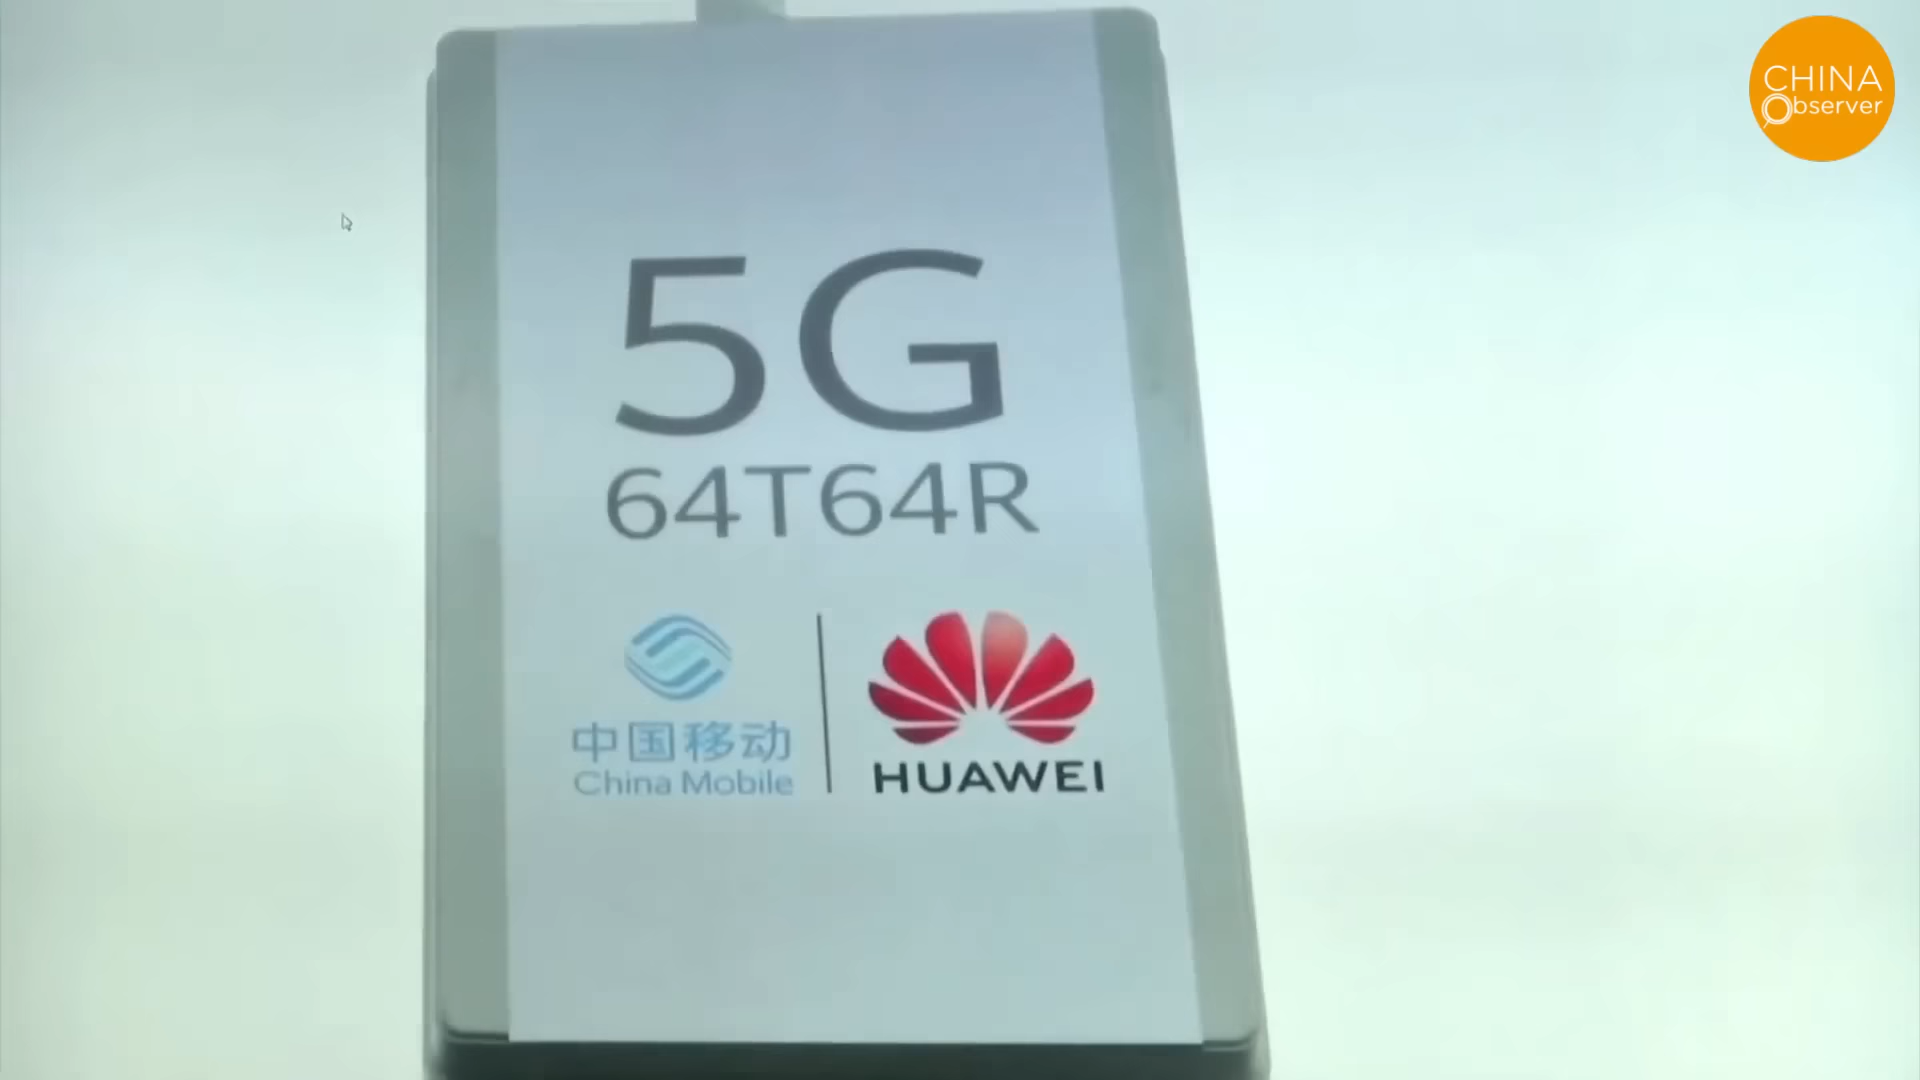 CHINA
Observer
5G
64T64R
中国移动
China Mobile
HUAWEI